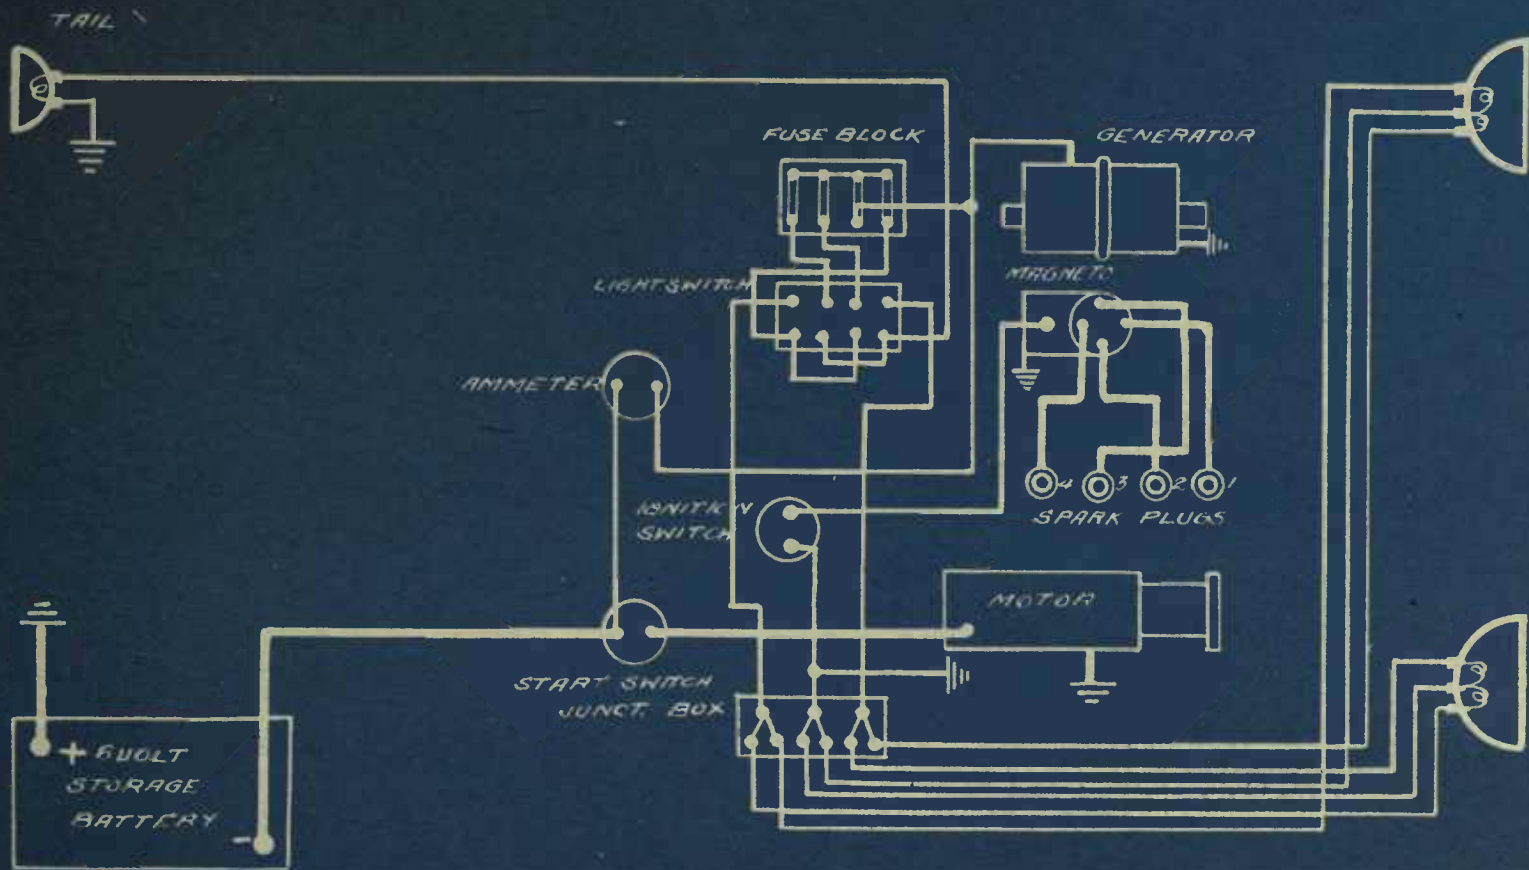 TAIL
FUSE BLOCK
GENERATOR
LIGHT SWITCH
MAGNETO
AMMETER
4 3 2 1
SPARK PLUGS
IGNITION
SWITCH
MOTOR
START SWITCH
JUNCT. BOX
+ 6 VOLT
STORAGE
BATTERY
-